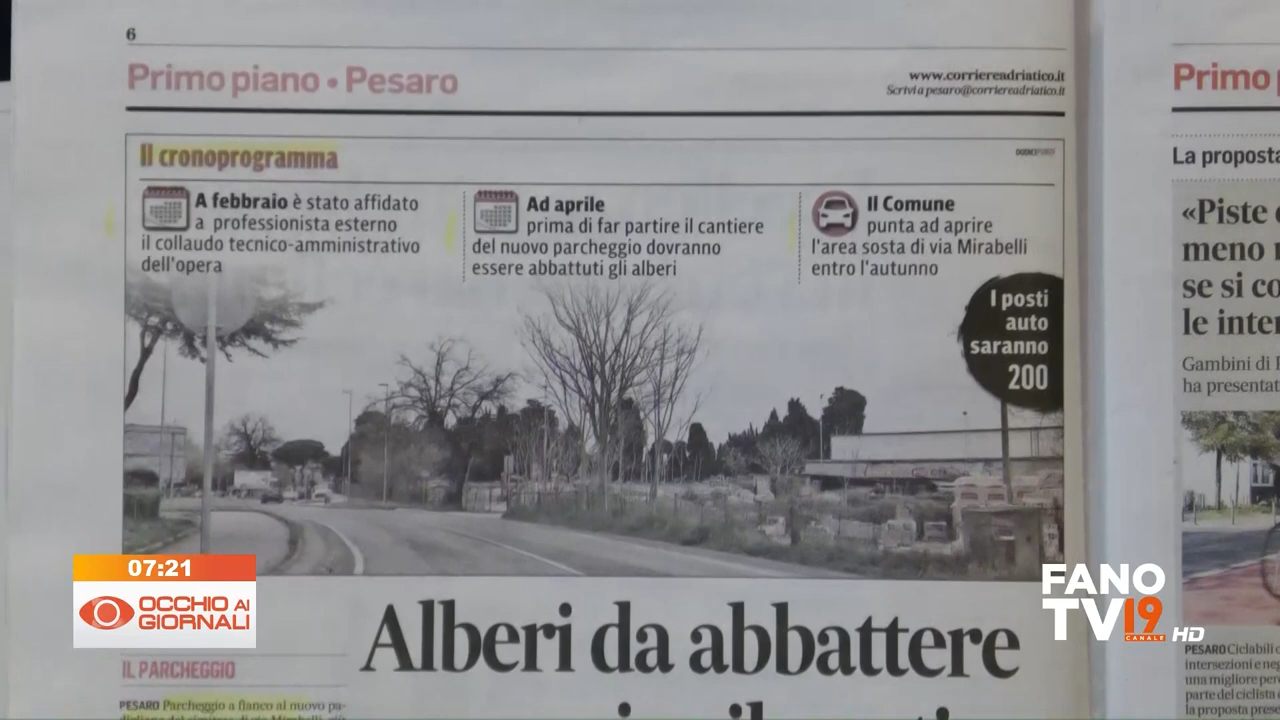 6
Primo piano • Pesaro
www.corriereadriatico.it
Scrivi a pesaro@corriereadriatico.it
Il cronoprogramma
A febbraio è stato affidato
a professionista esterno
il collaudo tecnico-amministrativo
dell'opera
Ad aprile
prima di far partire il cantiere
del nuovo parcheggio dovranno
essere abbattuti gli alberi
Il Comune
punta ad aprire
l'area sosta di via Mirabelli
entro l'autunno
I posti
auto
saranno
200
Alberi da abbattere
IL PARCHEGGIO
PESARO Parcheggio a fianco al nuovo pa-
Primo
La proposta
«Piste
meno
se si co
le inter
Gambini di
ha presentat
PESARO Ciclabili
intersezioni e ne
una migliore per
parte del ciclista
la proposta prese
07:21
OCCHIO AI
GIORNALI
FANO
TV19
CANALE HD